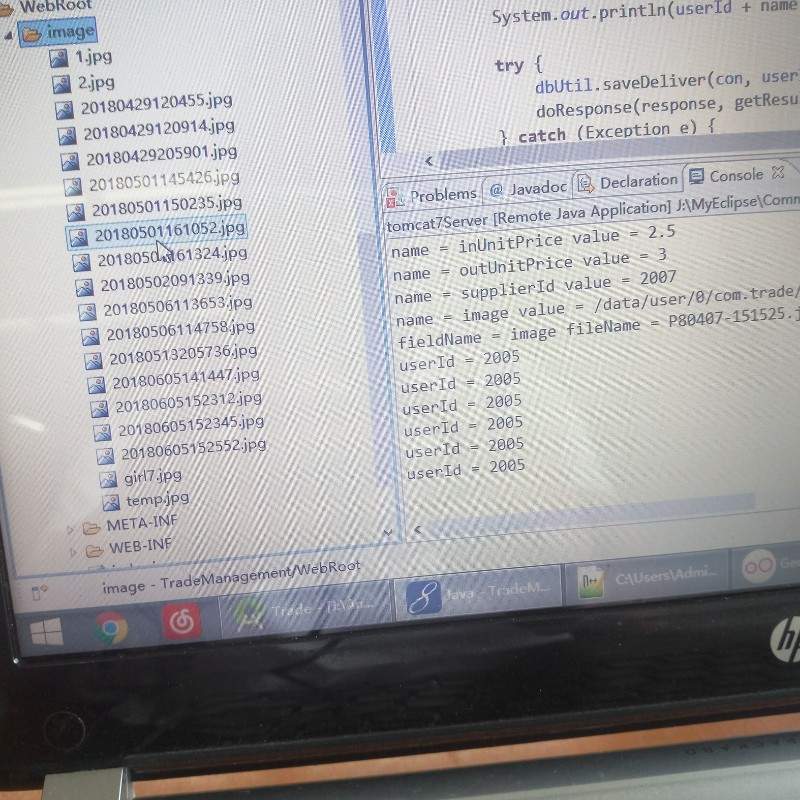 WebRoot
image
1.jpg
2.jpg
20180429120455.jpg
20180429120914.jpg
20180429205901.jpg
20180501145426.jpg
20180501150235.jpg
20180501161052.jpg
20180501161324.jpg
20180502091339.jpg
20180506113653.jpg
20180506114758.jpg
20180513205736.jpg
20180605141447.jpg
20180605152312.jpg
20180605152345.jpg
20180605152552.jpg
girl7.jpg
temp.jpg
META-INF
WEB-INF
image - TradeManagement/WebRoot
System.out.println(userId + name
try {
dbUtil.saveDeliver(con, user
doResponse(response, getResu
} catch (Exception e) {
Problems @ Javadoc Declaration Console
tomcat7Server [Remote Java Application] J:\MyEclipse\Comm
name = inUnitPrice value = 2.5
name = outUnitPrice value = 3
name = supplierId value = 2007
name = image value = /data/user/0/com.trade/
fieldName = image fileName = P80407-151525.j
userId = 2005
userId = 2005
userId = 2005
userId = 2005
userId = 2005
userId = 2005
Trade - Java - TradeM... C:\Users\Admi...
hp